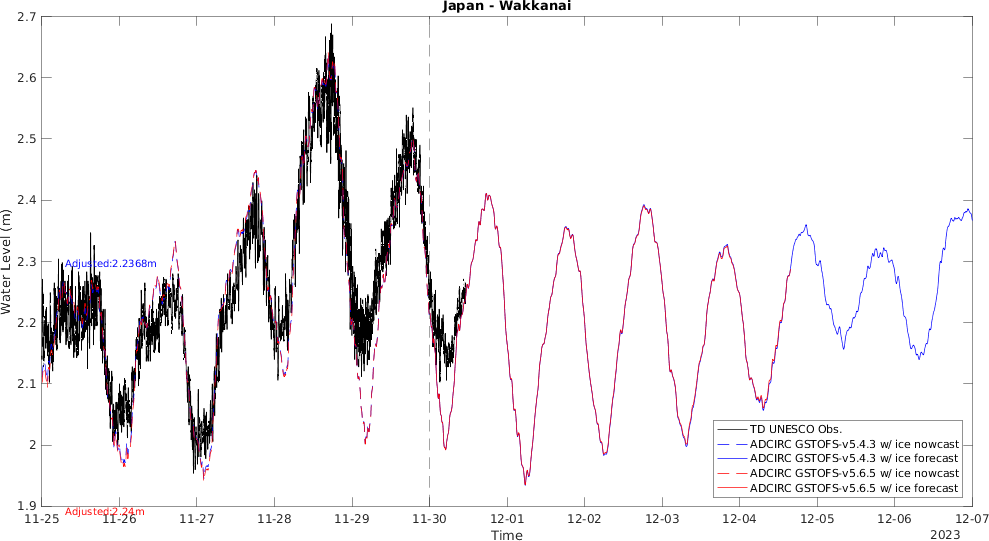 Japan - Wakkanai
Water Level (m)
2.7
2.6
2.5
2.4
2.3
2.2
2.1
2
1.9
Adjusted:2.2368m
Adjusted:2.24m
TD UNESCO Obs.
ADCIRC GSTOFS-v5.4.3 w/ ice nowcast
ADCIRC GSTOFS-v5.4.3 w/ ice forecast
ADCIRC GSTOFS-v5.6.5 w/ ice nowcast
ADCIRC GSTOFS-v5.6.5 w/ ice forecast
11-25 11-26 11-27 11-28 11-29 11-30 12-01 12-02 12-03 12-04 12-05 12-06 12-07
Time
2023